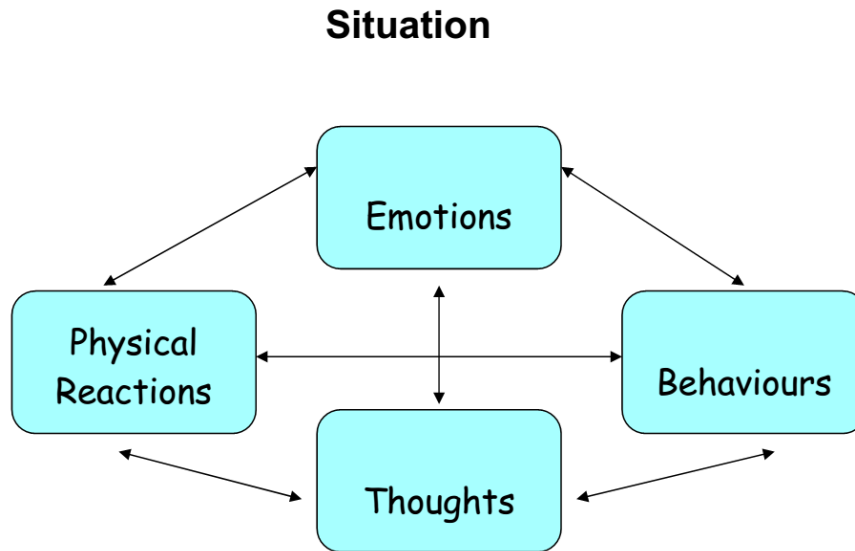 Situation
Emotions
Physical
Reactions
Behaviours
Thoughts